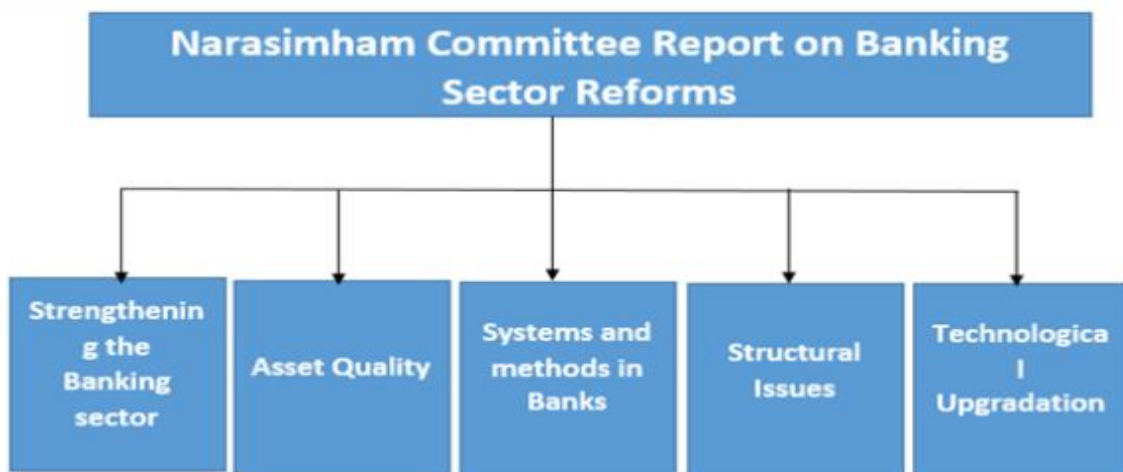 Narasimham Committee Report on Banking
Sector Reforms
Strengthenin
g the
Banking
sector
Asset Quality
Systems and
methods in
Banks
Structural
Issues
Technologica
l
Upgradation